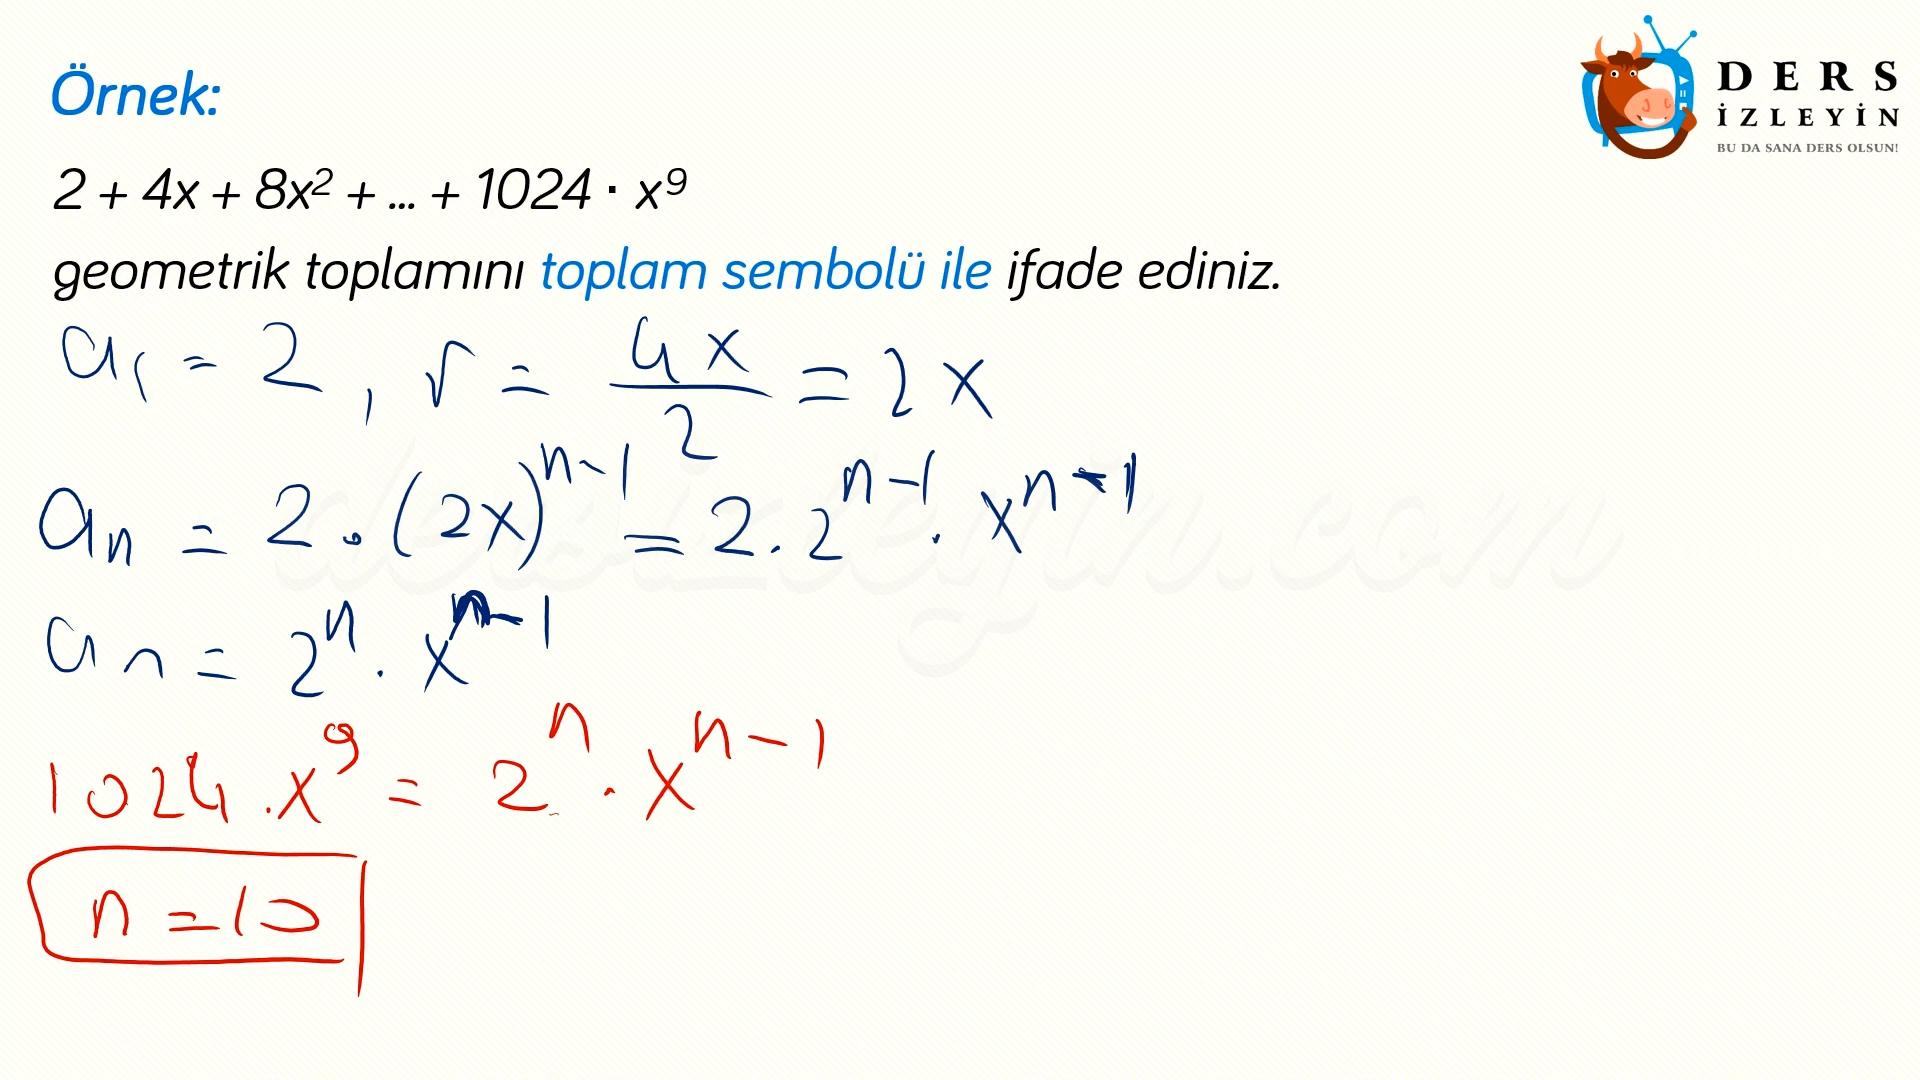 Örnek:
DERS
İZLEYİN
BU DA SANA DERS OLSUN!
2 + 4x + 8x² + ... + 1024 · x⁹
geometrik toplamını toplam sembolü ile ifade ediniz.
a₁ = 2 , r = 4x/2 = 2x
aₙ = 2 · (2x)ⁿ⁻¹ = 2 · 2ⁿ⁻¹ · xⁿ⁻¹
aₙ = 2ⁿ · xⁿ⁻¹
1024 · x⁹ = 2ⁿ · xⁿ⁻¹
n = 10
dersizleyin.com